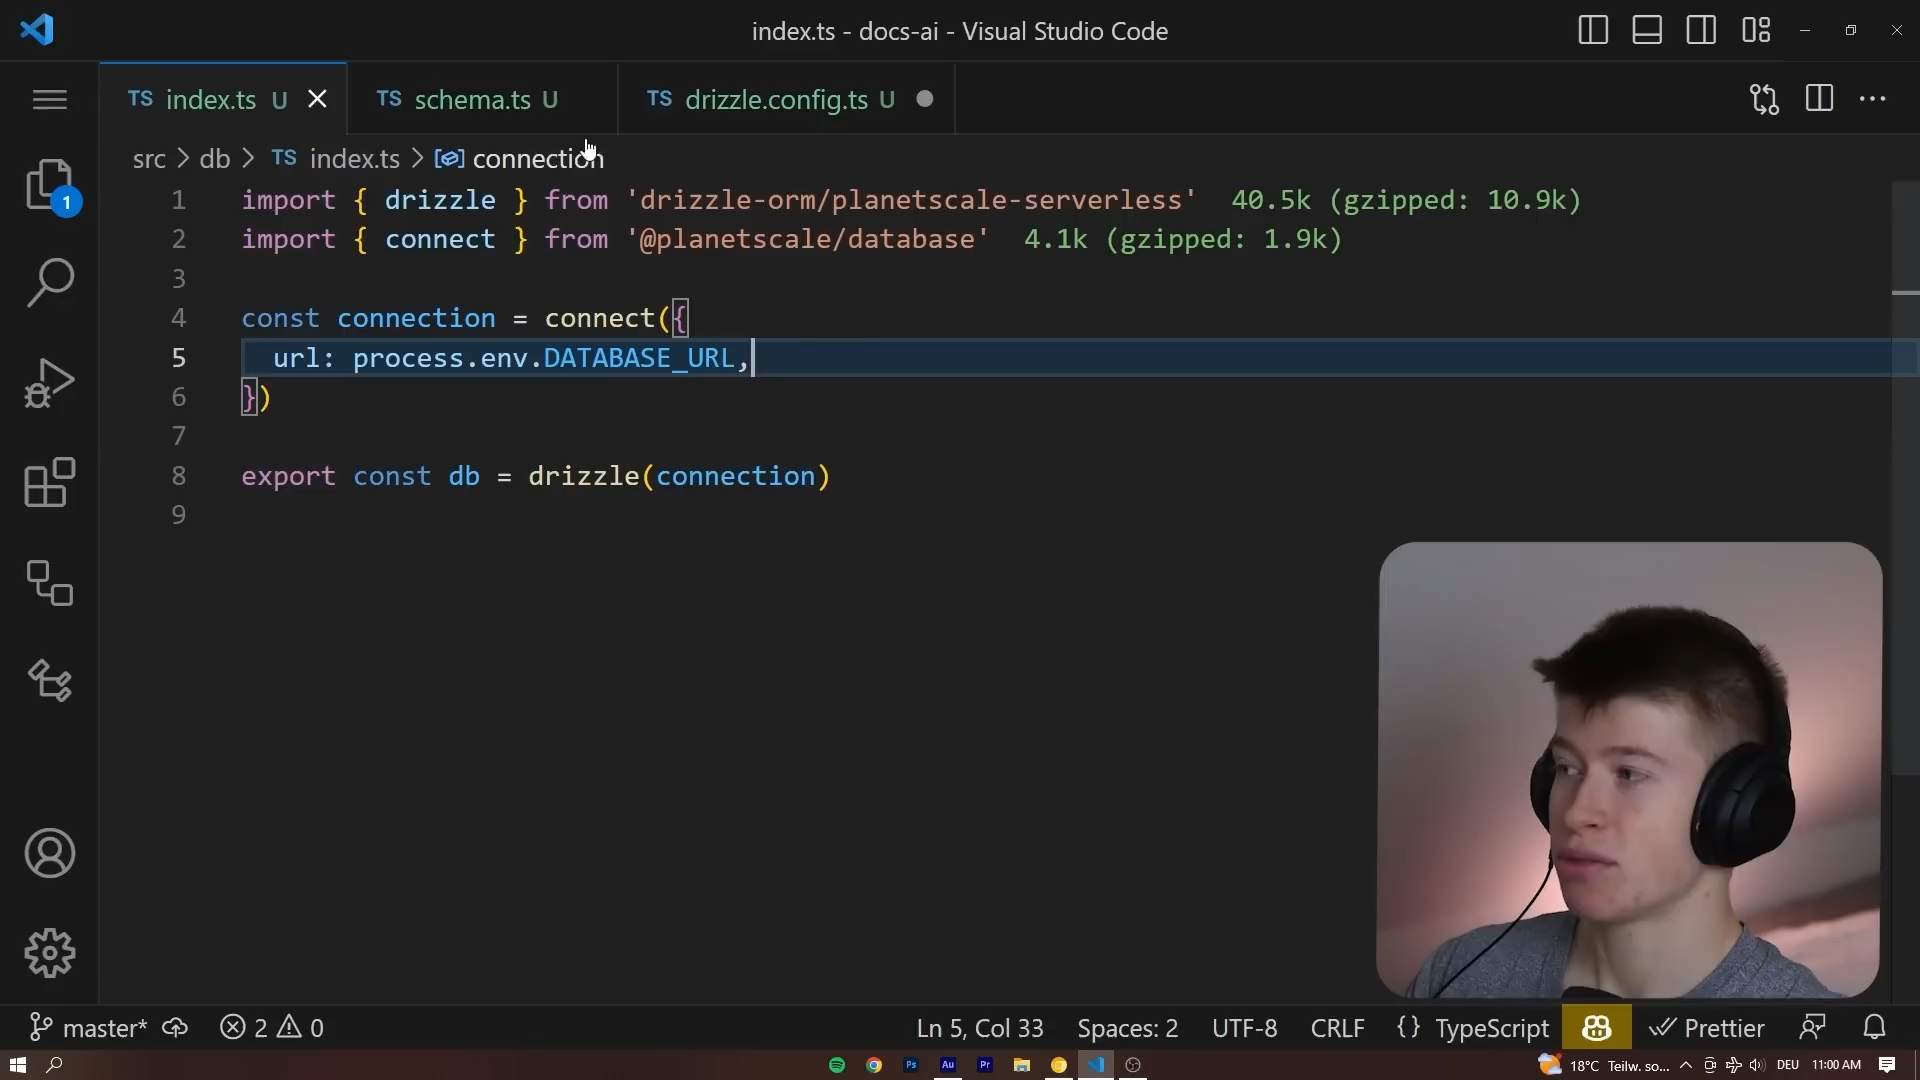 index.ts - docs-ai - Visual Studio Code
TS index.ts U
TS schema.ts U
TS drizzle.config.ts U
src > db > TS index.ts > connection
1 import { drizzle } from 'drizzle-orm/planetscale-serverless' 40.5k (gzipped: 10.9k)
2 import { connect } from '@planetscale/database' 4.1k (gzipped: 1.9k)
3
4 const connection = connect({
5 url: process.env.DATABASE_URL,
6 })
7
8 export const db = drizzle(connection)
9
1
master* 2 0 Ln 5, Col 33 Spaces: 2 UTF-8 CRLF {} TypeScript Prettier
Ps Au Pr 18°C Teilw. so... DEU 11:00 AM